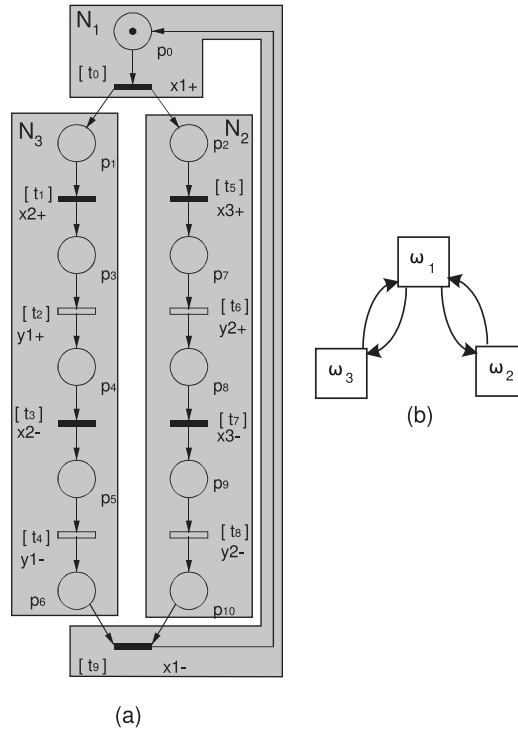 N1
p0
[ t0 ]
x1+
N3
N2
p1
p2
[ t1 ]
x2+
[ t5 ]
x3+
p3
p7
[ t2 ]
y1+
[ t6 ]
y2+
p4
p8
[ t3 ]
x2-
[ t7 ]
x3-
p5
p9
[ t4 ]
y1-
[ t8 ]
y2-
p6
p10
[ t9 ]
x1-
(a)
ω1
ω3
ω2
(b)